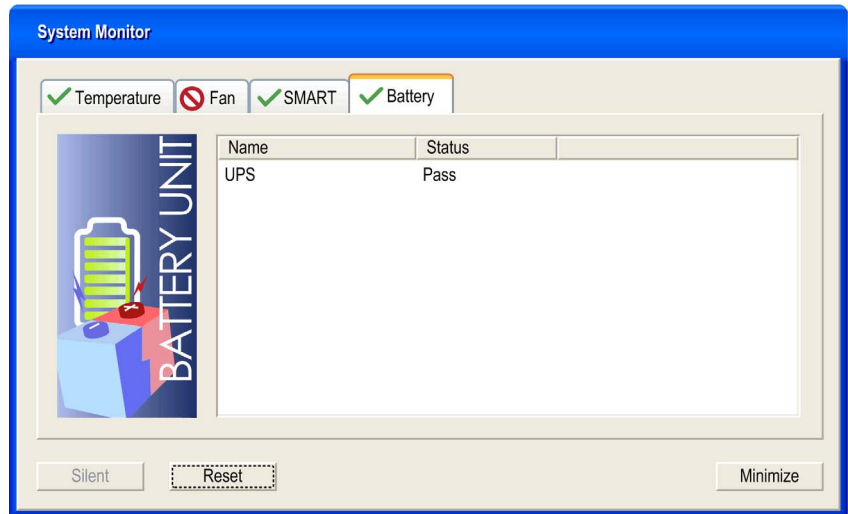 System Monitor
Temperature Fan SMART Battery
BATTERY UNIT
Name Status
UPS Pass
Silent Reset Minimize